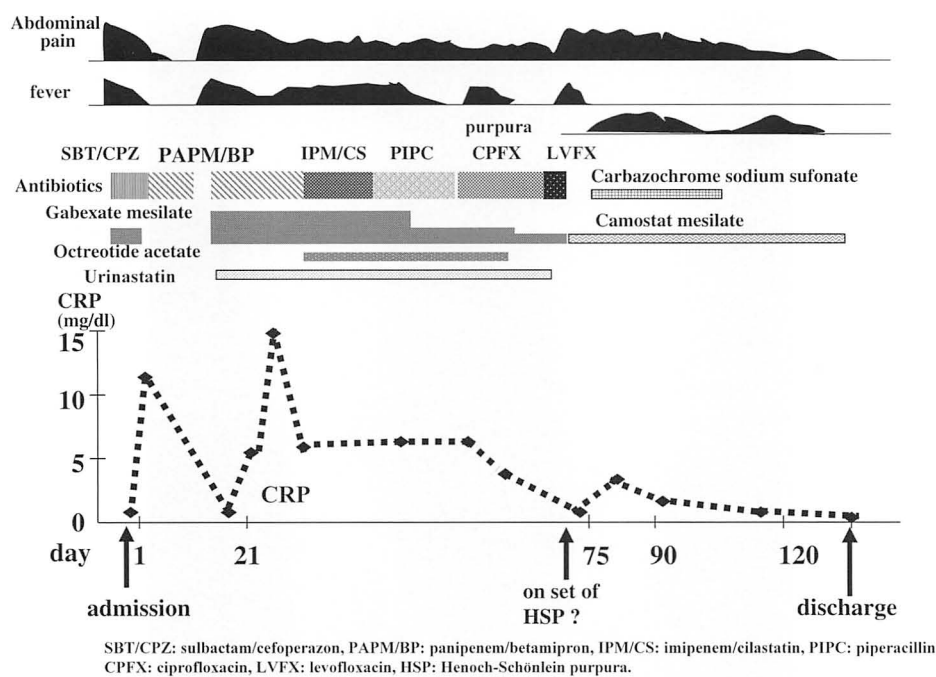 Abdominal
pain
fever
purpura
SBT/CPZ PAPM/BP IPM/CS PIPC CPFX LVFX
Antibiotics
Carbazochrome sodium sufonate
Gabexate mesilate
Camostat mesilate
Octreotide acetate
Urinastatin
CRP
(mg/dl)
15
10
5
CRP
0
day 1 21 75 90 120
admission
on set of
HSP ?
discharge
SBT/CPZ: sulbactam/cefoperazon, PAPM/BP: panipenem/betamipron, IPM/CS: imipenem/cilastatin, PIPC: piperacillin
CPFX: ciprofloxacin, LVFX: levofloxacin, HSP: Henoch-Schönlein purpura.